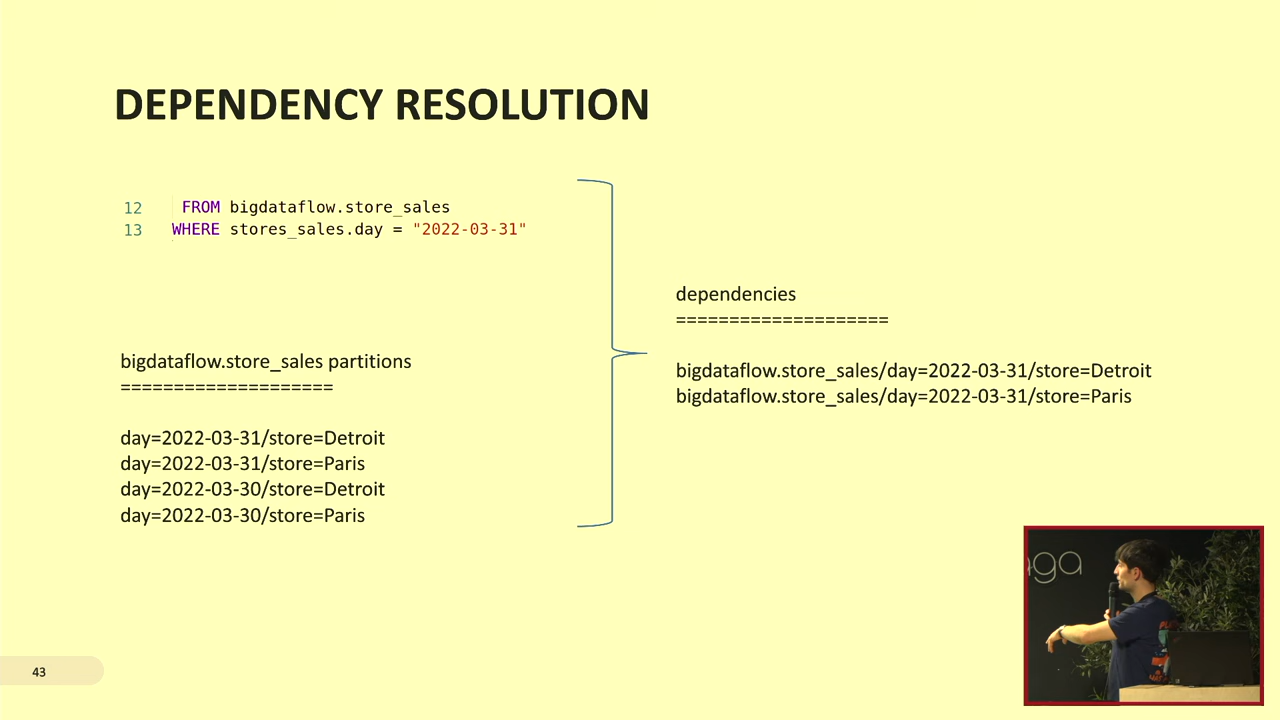 DEPENDENCY RESOLUTION
12 FROM bigdataflow.store_sales
13 WHERE stores_sales.day = "2022-03-31"
bigdataflow.store_sales partitions
====================
day=2022-03-31/store=Detroit
day=2022-03-31/store=Paris
day=2022-03-30/store=Detroit
day=2022-03-30/store=Paris
dependencies
====================
bigdataflow.store_sales/day=2022-03-31/store=Detroit
bigdataflow.store_sales/day=2022-03-31/store=Paris
43